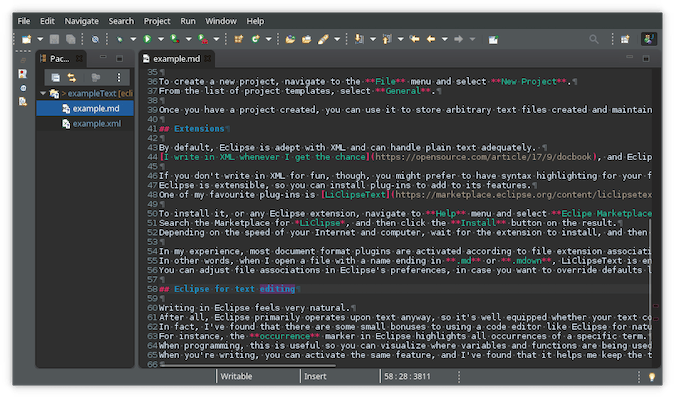 File Edit Navigate Search Project Run Window Help
Pac...
example.md
exampleText [ecli
example.md
example.xml
35
36 To create a new project, navigate to the **File** menu and select **New Project**.¶
37 From the list of project templates, select **General**.¶
38 ¶
39 Once you have a project created, you can use it to store arbitrary text files created and maintain
40 ¶
41 ## Extensions¶
42 ¶
43 By default, Eclipse is adept with XML and can handle plain text adequately. ¶
44 [I write in XML whenever I get the chance](https://opensource.com/article/17/9/docbook), and Eclip
45 ¶
46 If you don't write in XML for fun, though, you might prefer to have syntax highlighting for your f
47 Eclipse is extensible, so you can install plug-ins to add to its features.¶
48 One of my favourite plug-ins is [LiClipseText](https://marketplace.eclipse.org/content/liclipsetex
49 ¶
50 To install it, or any Eclipse extension, navigate to **Help** menu and select **Eclipe Marketplace
51 Search the Marketplace for *LiClipse*, and then click the **Install** button on the result.
52 Depending on the speed of your Internet and computer, wait for the extension to install, and then
53 ¶
54 In my experience, most document format plugins are activated according to file extension associati
55 In other words, when I open a file with a name ending in **.md** or **.mdown**, LiClipseText is en
56 You can adjust file associations in Eclipse's preferences, in case you want to override defaults
57 ¶
58 ## Eclipse for text editing¶
59 ¶
60 Writing in Eclipse feels very natural.¶
61 After all, Eclipse primarily operates upon text anyway, so it's well equipped whether your text co
62 In fact, I've found that there are some small bonuses to using a code editor like Eclipse for natu
63 For instance, the **occurrence** marker in Eclipse highlights all occurrences of a specific term.¶
64 When programming, this is useful so you can visualize where variables and functions are being used
65 When you're writing, you can activate the same feature, and I've found that it helps me keep the t
66
Writable Insert 58 : 28 : 3811